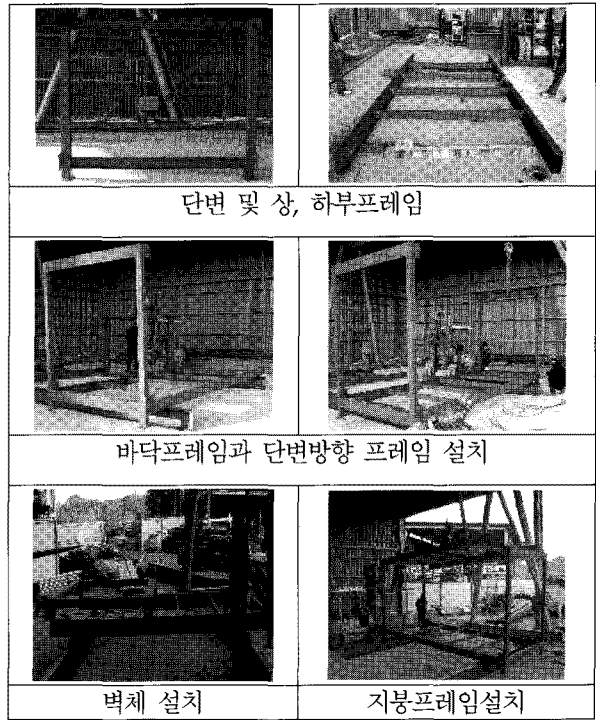 단변 및 상, 하부프레임
바닥프레임과 단변방향 프레임 설치
벽체 설치
지붕프레임설치